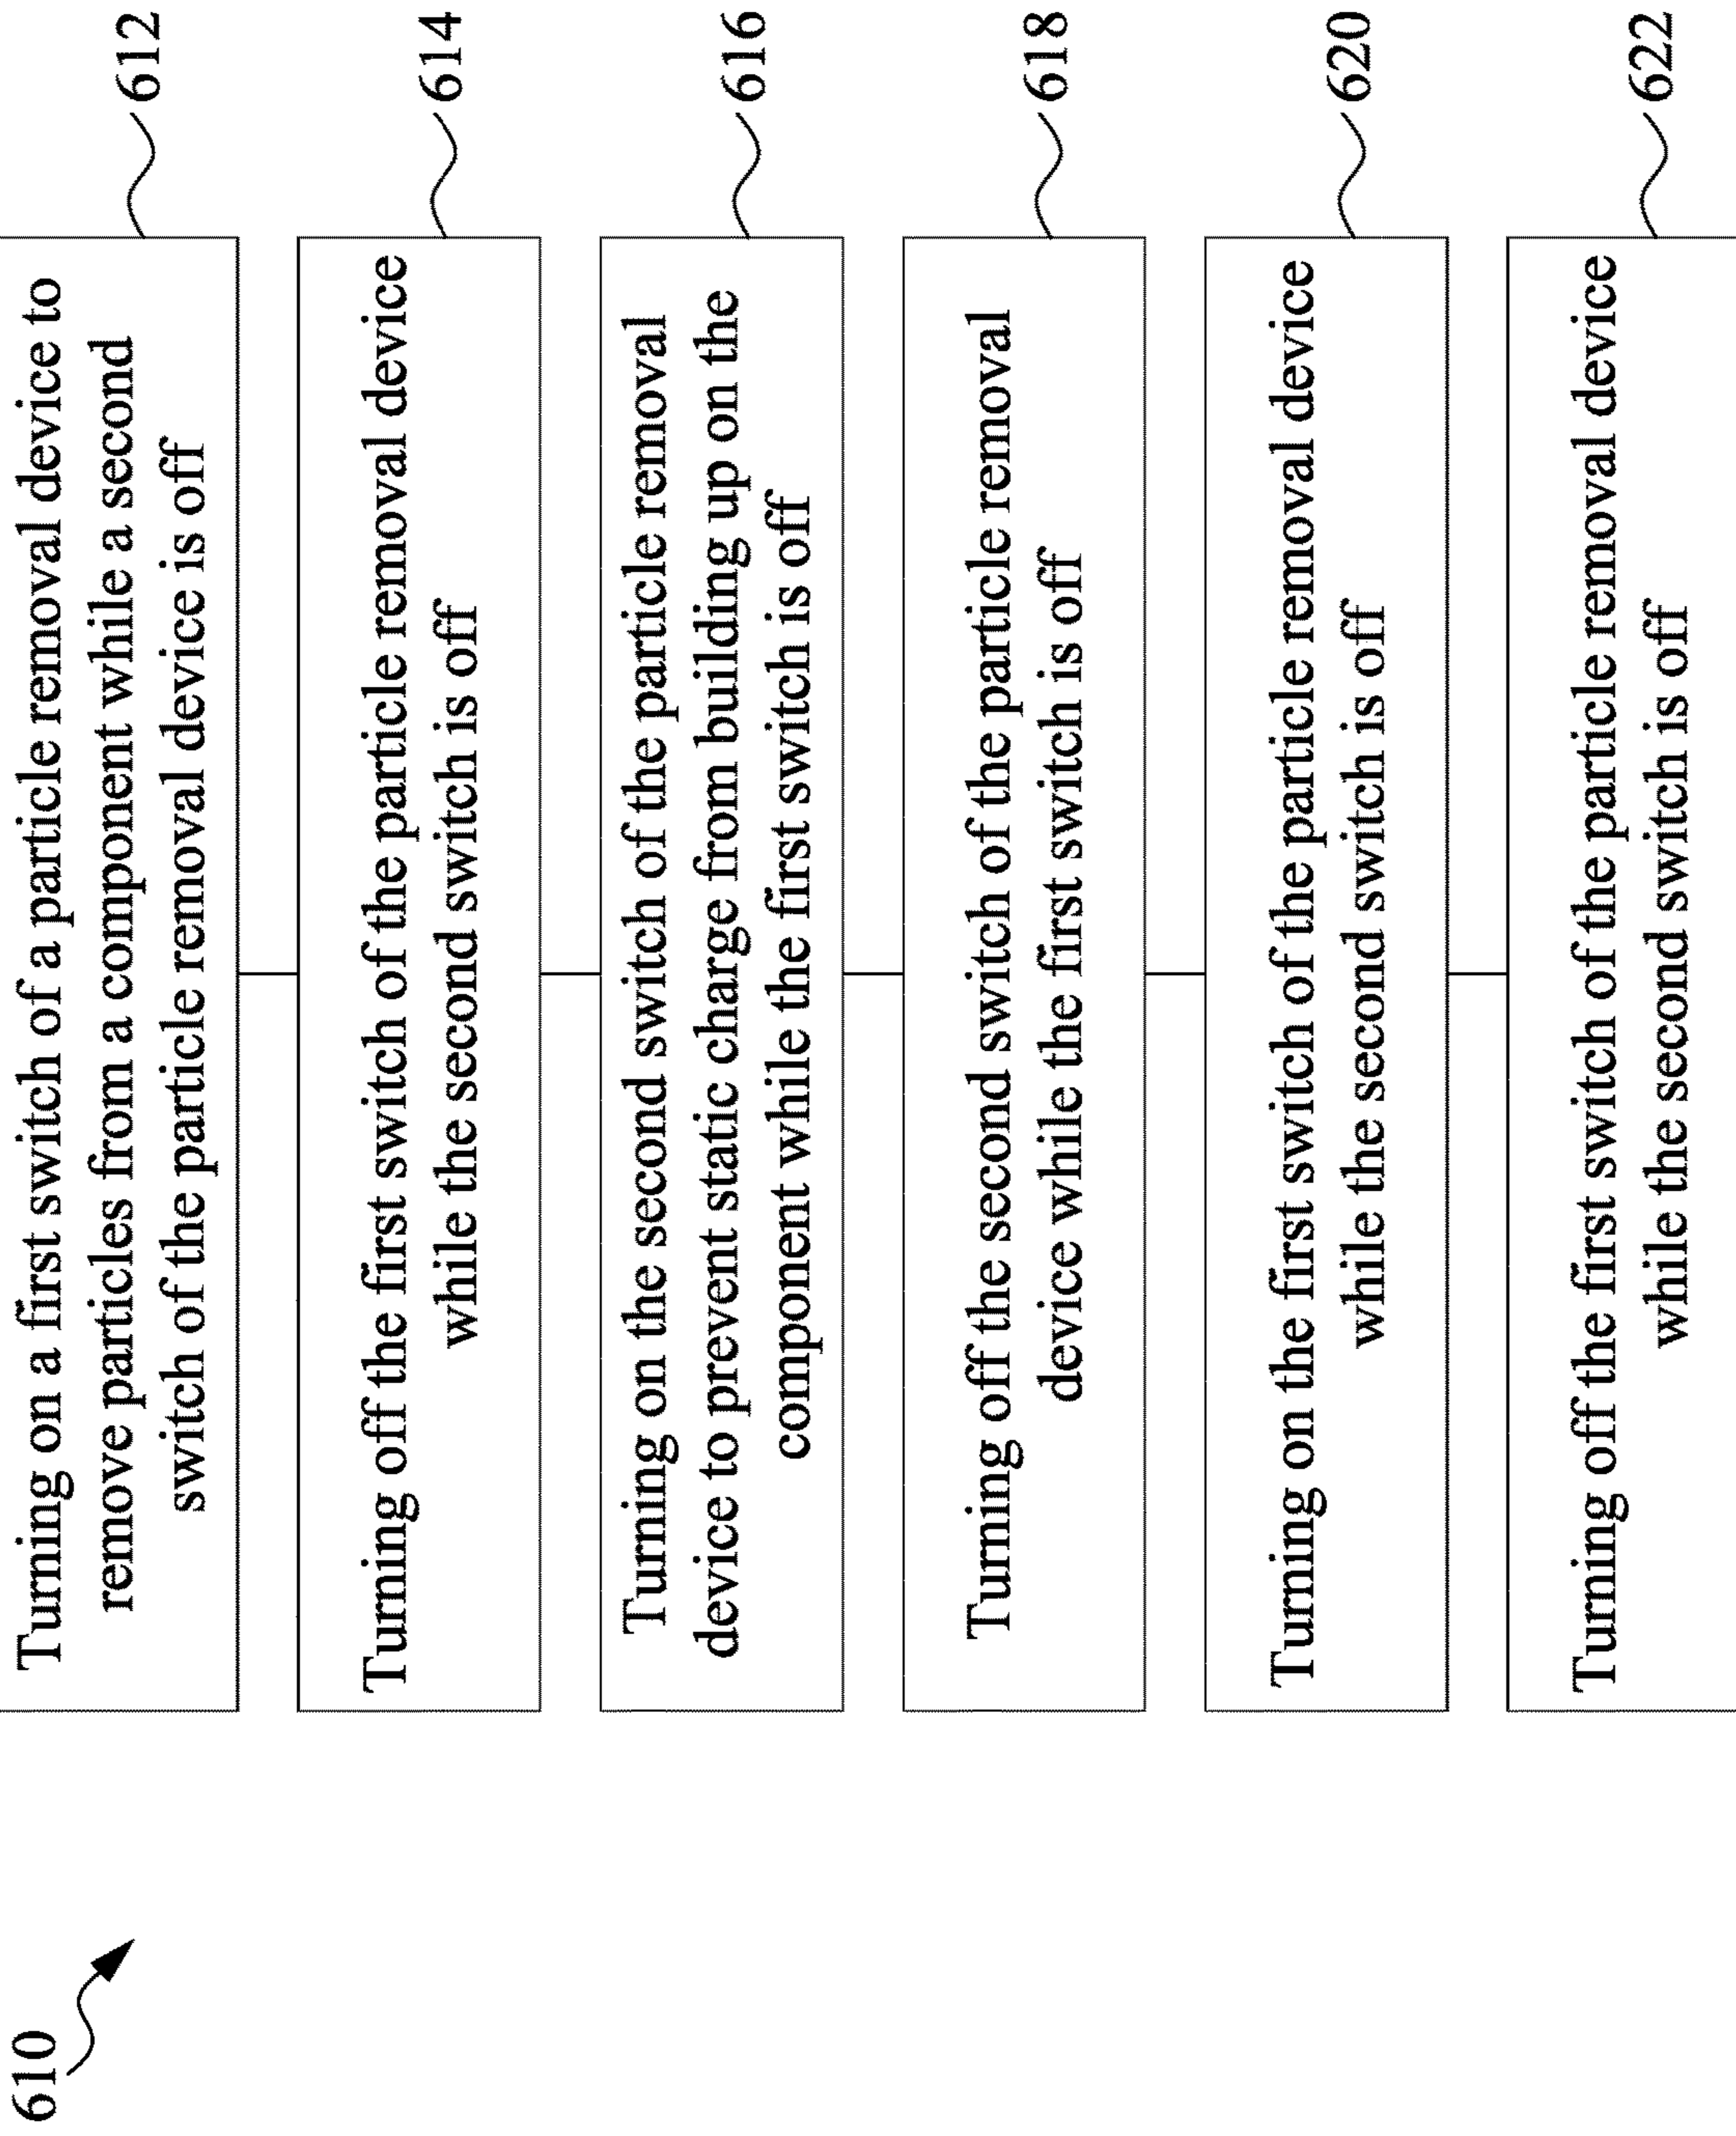 610
Turning on a first switch of a particle removal device to
remove particles from a component while a second
switch of the particle removal device is off
612
Turning off the first switch of the particle removal device
while the second switch is off
614
Turning on the second switch of the particle removal
device to prevent static charge from building up on the
component while the first switch is off
616
Turning off the second switch of the particle removal
device while the first switch is off
618
Turning on the first switch of the particle removal device
while the second switch is off
620
Turning off the first switch of the particle removal device
while the second switch is off
622